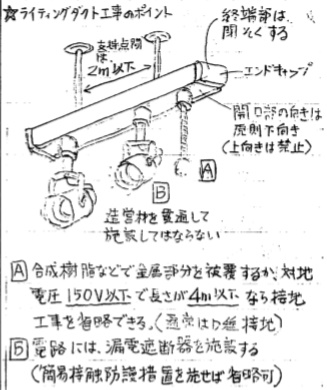 ☆ライティングダクト工事のポイント
支持点間
は、
2m以下
終端部は
閉そくする
エンドキャップ
開口部の向きは
原則下向き
(上向きは禁止)
A
B
造営材を貫通して
施設してはならない
A 合成樹脂などで金属部分を被覆するか、対地
電圧150V以下で長さが4m以下なら接地
工事を省略できる。(通常はD種接地)
B 電路には、漏電遮断器を施設する
(簡易接触防護措置を施せば省略可)